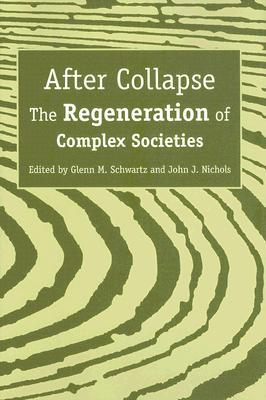 After Collapse
The Regeneration of
Complex Societies
Edited by Glenn M. Schwartz and John J. Nichols